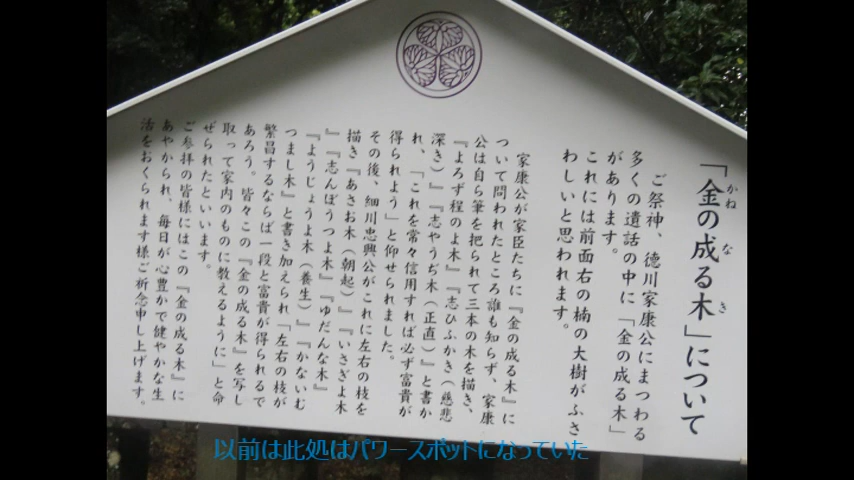 「金の成る木」について
かね な き
ご祭神、徳川家康公にまつわる
多くの遺話の中に「金の成る木」
があります。
これには前面右の楠の大樹がふさ
わしいと思われます。
家康公が家臣たちに『金の成る木』に
ついて問われたところ誰も知らず、家康
公は自ら筆を把られて三本の木を描き、
『よろず程のよ木』『志ひふかき（慈悲
深き）』『志やうぢ木（正直）』と書か
れ、「これを常々信用すれば必ず富貴が
得られよう」と仰せられました。
その後、細川忠興公がこれに左右の枝を
描き『あさお木（朝起）』『いさぎよ木
』『志んぼうつよ木』『ゆだんな木』
『ようじょうよ木（養生）』『かないむ
つまし木』と書き加えられ「左右の枝が
繁昌するならば一段と富貴が得られるで
あろう。皆々この『金の成る木』を写し
取って家内のものに教えるように」と命
ぜられたといいます。
ご参拝の皆様にはこの『金の成る木』に
あやかられ、毎日が心豊かで健やかな生
活をおくられます様ご祈念申し上げます。
以前は此処はパワースポットになっていた